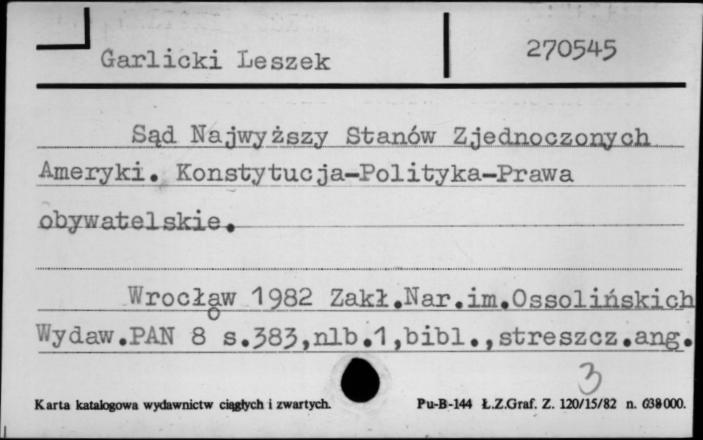 Garlicki Leszek 270545
Sąd Najwyższy Stanów Zjednoczonych
Ameryki. Konstytucja-Polityka-Prawa
obywatelskie.
Wrocław 1982 Zakł.Nar.im.Ossolińskich
Wydaw.PAN 8° s.383,nlb.1,bibl.,streszcz.ang.
3
Karta katalogowa wydawnictw ciągłych i zwartych. Pu-B-144 Ł.Z.Graf. Z. 120/15/82 n. 638000.